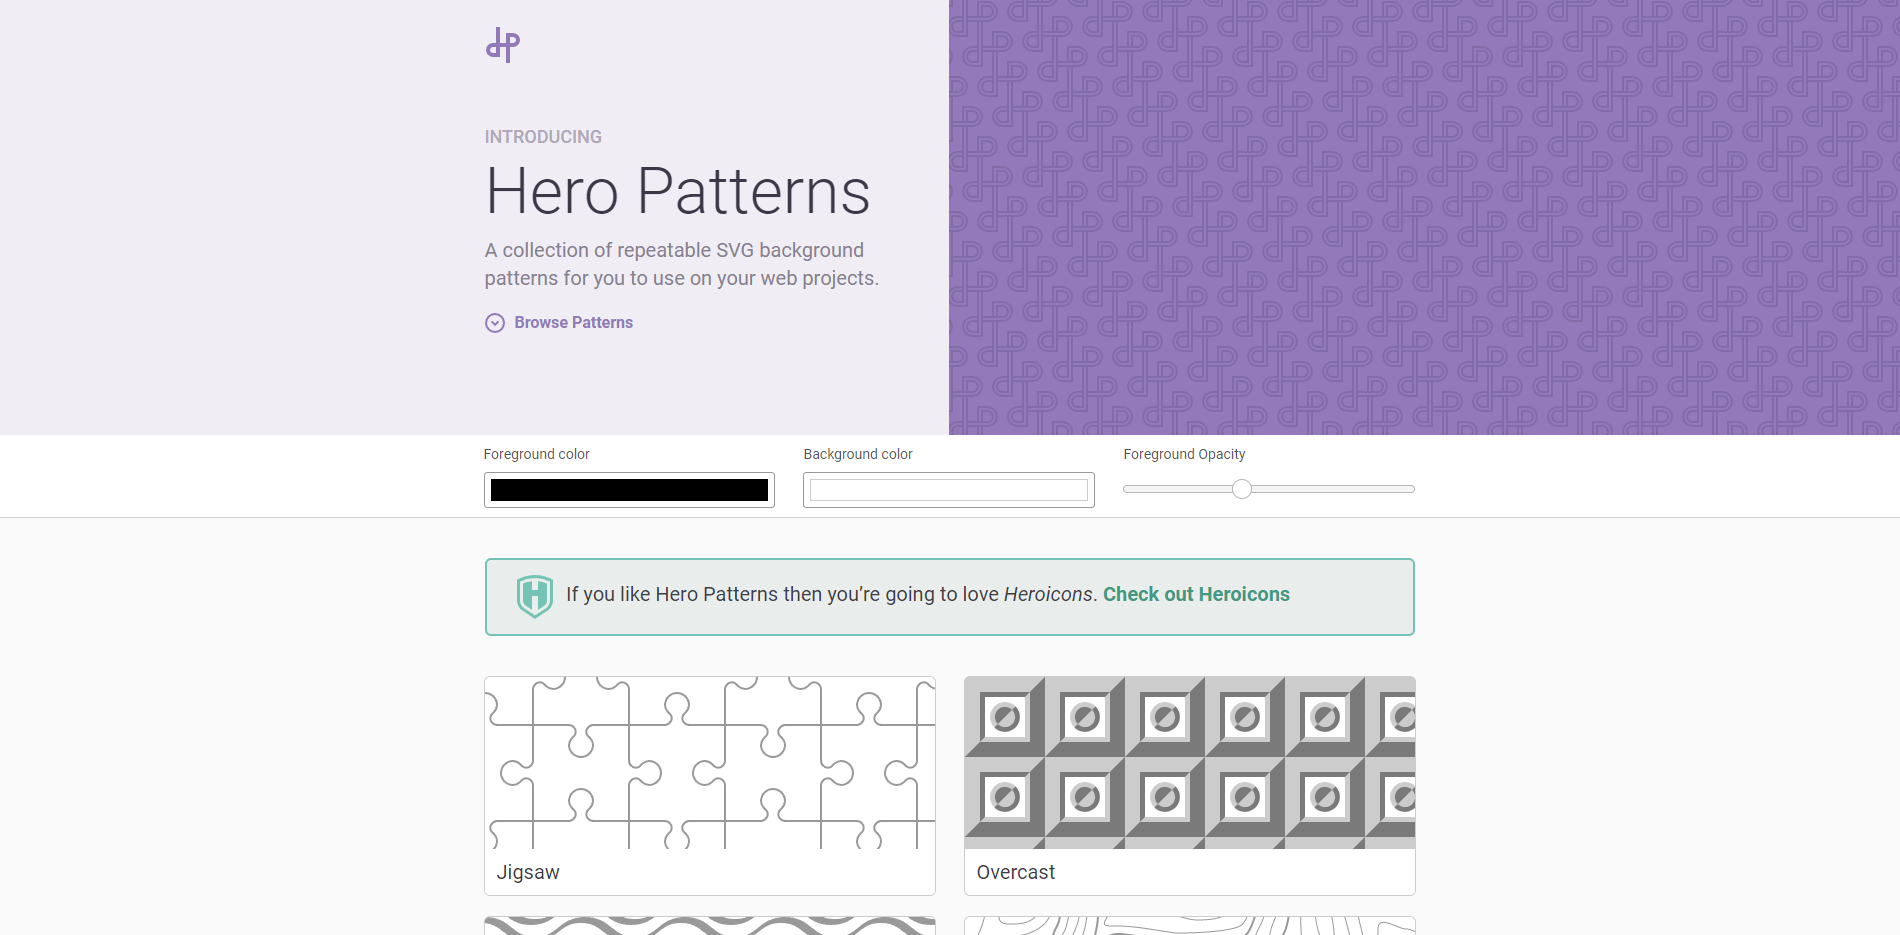 INTRODUCING
Hero Patterns
A collection of repeatable SVG background
patterns for you to use on your web projects.
Browse Patterns
Foreground color
Background color
Foreground Opacity
If you like Hero Patterns then you’re going to love Heroicons. Check out Heroicons
Jigsaw
Overcast